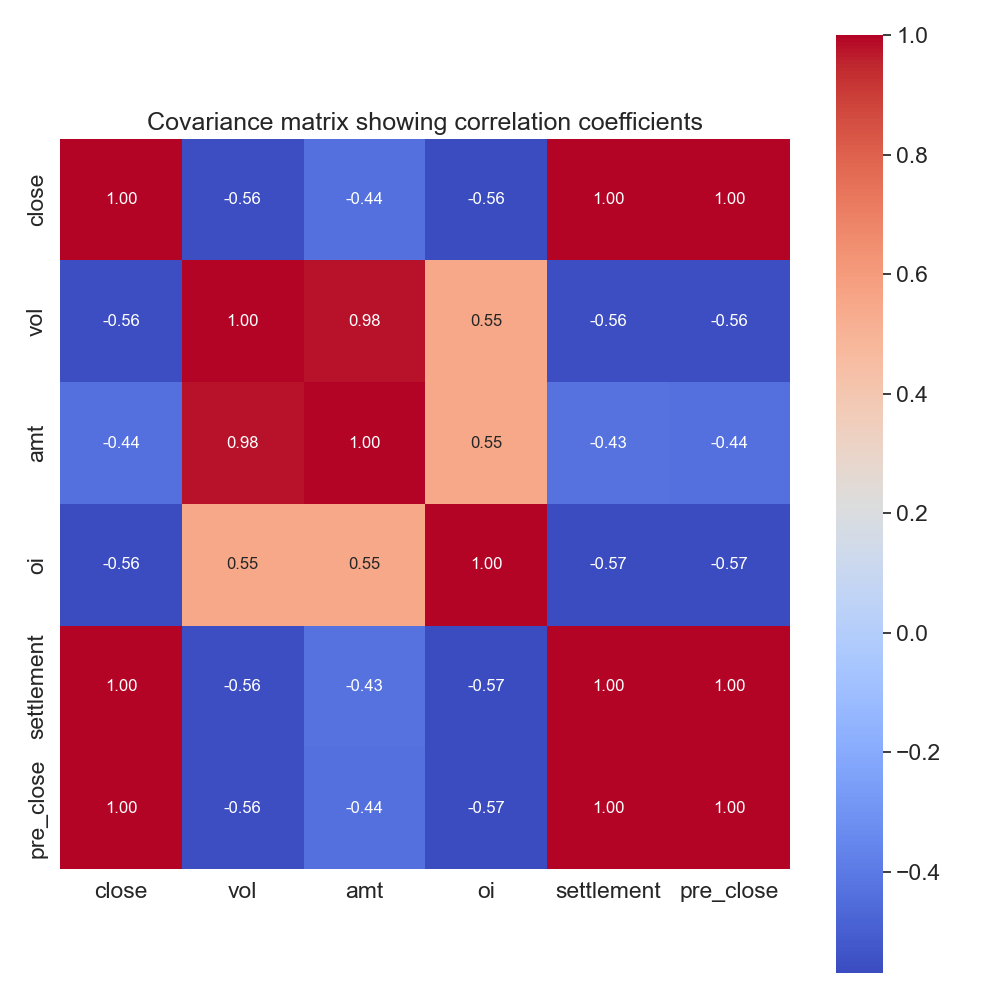 Covariance matrix showing correlation coefficients
close 1.00 -0.56 -0.44 -0.56 1.00 1.00
vol -0.56 1.00 0.98 0.55 -0.56 -0.56
amt -0.44 0.98 1.00 0.55 -0.43 -0.44
oi -0.56 0.55 0.55 1.00 -0.57 -0.57
settlement 1.00 -0.56 -0.43 -0.57 1.00 1.00
pre_close 1.00 -0.56 -0.44 -0.57 1.00 1.00
close vol amt oi settlement pre_close
1.0
0.8
0.6
0.4
0.2
0.0
−0.2
−0.4